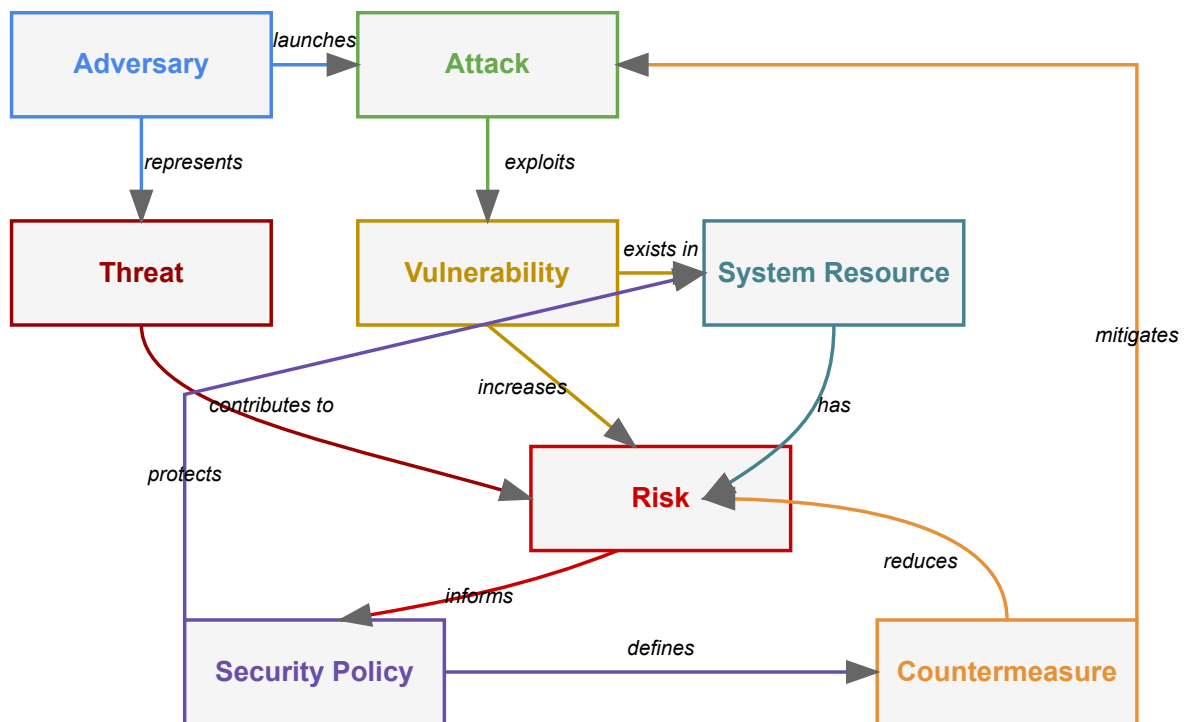 launches
Adversary
Attack
represents
exploits
exists in
Threat
Vulnerability
System Resource
mitigates
increases
contributes to
has
protects
Risk
reduces
informs
defines
Security Policy
Countermeasure